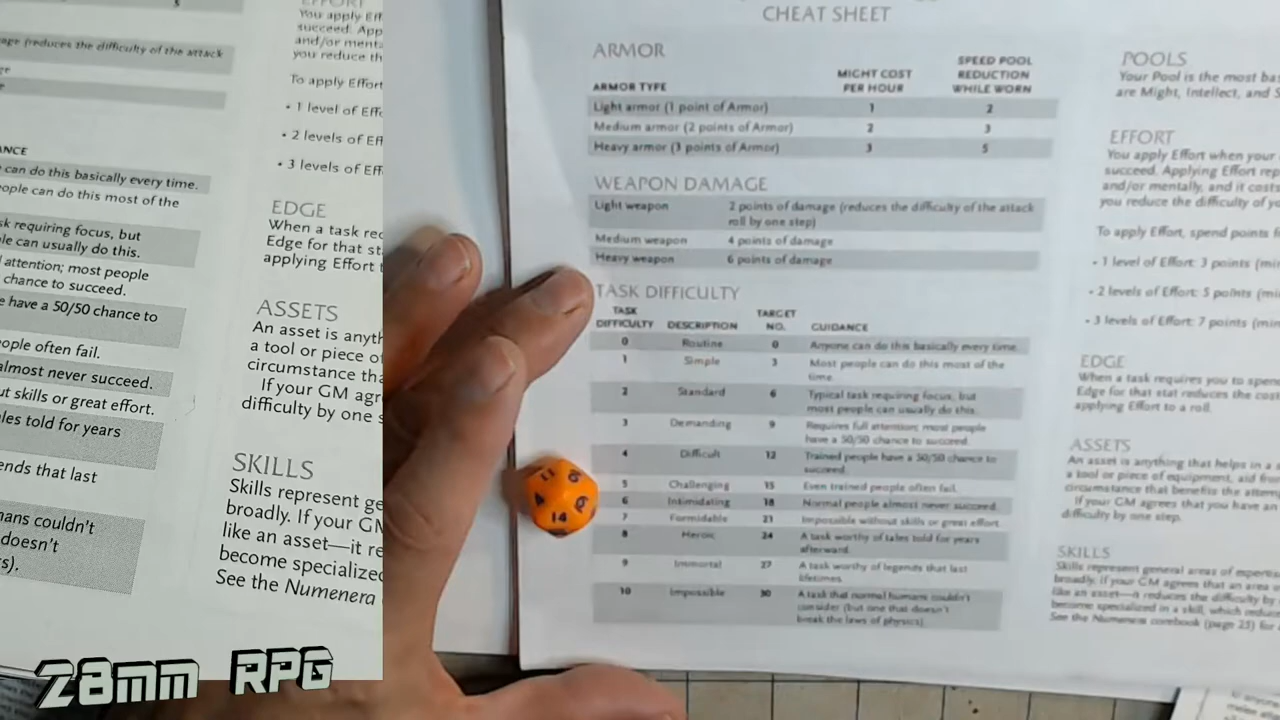 age (reduces the difficulty of the attack
ANCE
can do this basically every time.
ople can do this most of the
sk requiring focus, but
le can usually do this.
l attention; most people
chance to succeed.
have a 50/50 chance to
ople often fail.
almost never succeed.
ut skills or great effort.
les told for years
ends that last
nans couldn't
doesn't
s).
EFFORT
You apply Eff
succeed. App
and/or menta
you reduce th
To apply Effort
• 1 level of Effo
• 2 levels of Eff
• 3 levels of Eff
EDGE
When a task rec
Edge for that st
applying Effort t
ASSETS
An asset is anyth
a tool or piece of
circumstance tha
If your GM agr
difficulty by one s
SKILLS
Skills represent ge
broadly. If your GM
like an asset—it re
become specialized
See the Numenera
28mm RPG
CHEAT SHEET
ARMOR
ARMOR TYPE MIGHT COST PER HOUR SPEED POOL REDUCTION WHILE WORN
Light armor (1 point of Armor) 1 2
Medium armor (2 points of Armor) 2 3
Heavy armor (3 points of Armor) 3 5
WEAPON DAMAGE
Light weapon 2 points of damage (reduces the difficulty of the attack
roll by one step)
Medium weapon 4 points of damage
Heavy weapon 6 points of damage
TASK DIFFICULTY
TASK DIFFICULTY DESCRIPTION TARGET NO. GUIDANCE
0 Routine 0 Anyone can do this basically every time.
1 Simple 3 Most people can do this most of the
time.
2 Standard 6 Typical task requiring focus, but
most people can usually do this.
3 Demanding 9 Requires full attention; most people
have a 50/50 chance to succeed.
4 Difficult 12 Trained people have a 50/50 chance to
succeed.
5 Challenging 15 Even trained people often fail.
6 Intimidating 18 Normal people almost never succeed.
7 Formidable 21 Impossible without skills or great effort.
8 Heroic 24 A task worthy of tales told for years
afterward.
9 Immortal 27 A task worthy of legends that last
lifetimes.
10 Impossible 30 A task that normal humans couldn't
consider (but one that doesn't
break the laws of physics).
14
11
POOLS
Your Pool is the most ba
are Might, Intellect, and S
EFFORT
You apply Effort when your
succeed. Applying Effort rep
and/or mentally, and it costs
you reduce the difficulty of yo
To apply Effort, spend points f
• 1 level of Effort: 3 points (min
• 2 levels of Effort: 5 points (mi
• 3 levels of Effort: 7 points (min
EDGE
When a task requires you to spen
Edge for that stat reduces the cost
applying Effort to a roll.
ASSETS
An asset is anything that helps in a
a tool or piece of equipment, aid fro
circumstance that benefits the attem
If your GM agrees that you have an
difficulty by one step.
SKILLS
Skills represent general areas of expertise
broadly. If your GM agrees that an area o
like an asset—it reduces the difficulty by
become specialized in a skill, which reduc
See the Numenera corebook (page 25) for